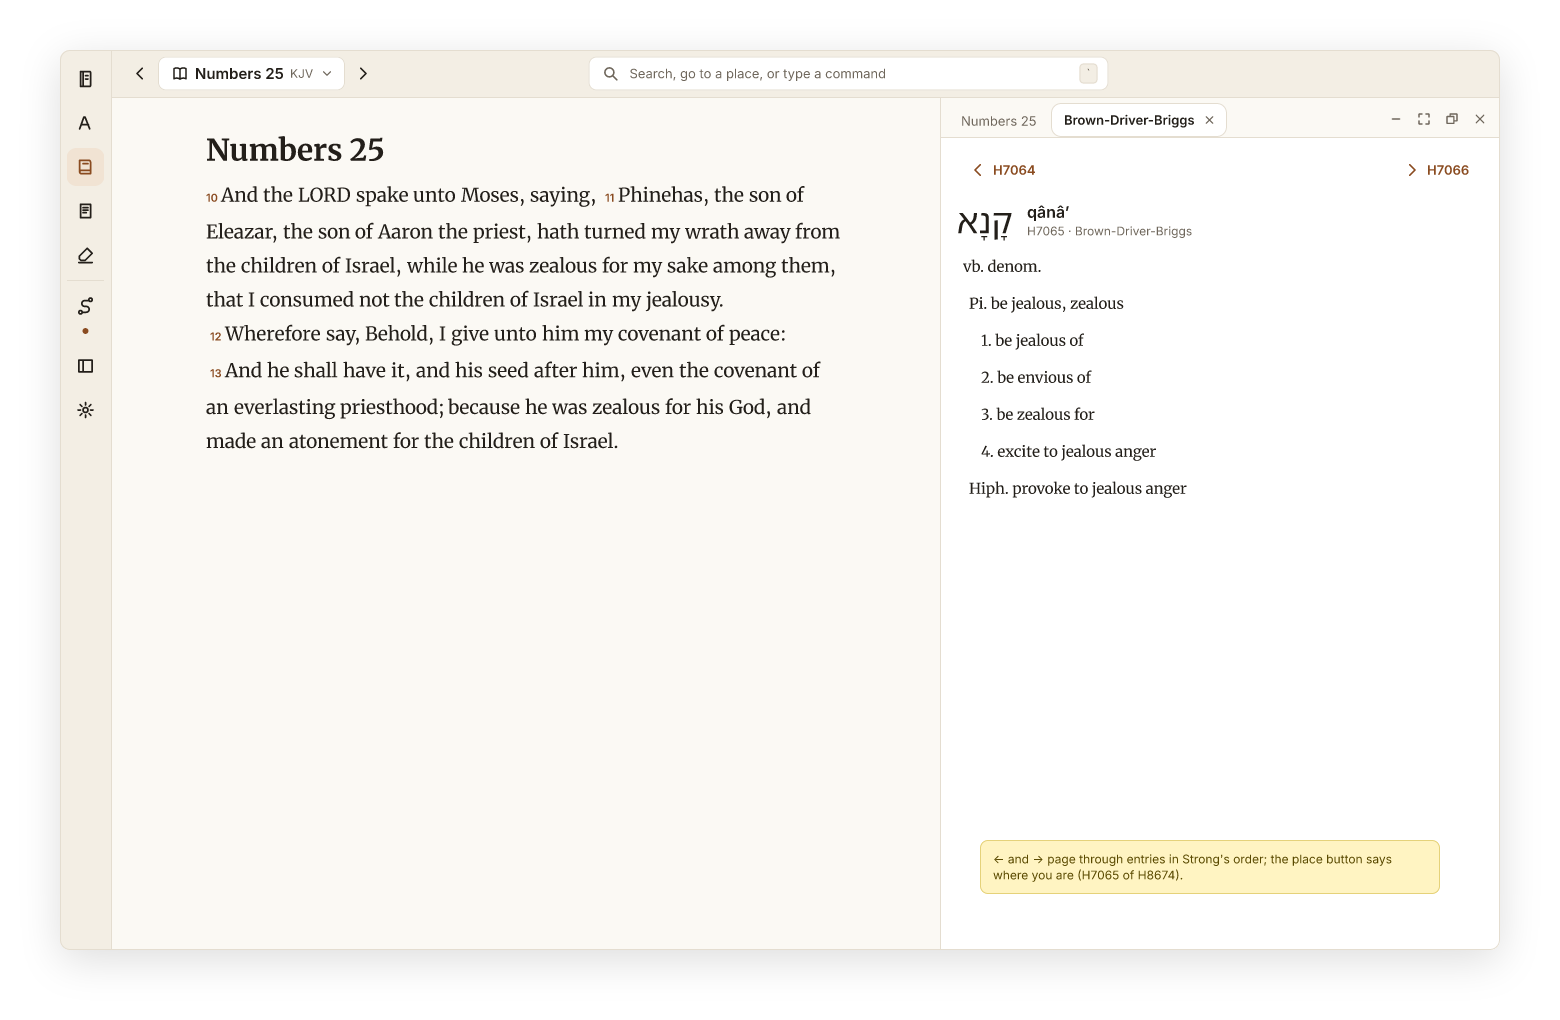 Numbers 25 KJV
Search, go to a place, or type a command
Numbers 25
10 And the LORD spake unto Moses, saying, 11 Phinehas, the son of
Eleazar, the son of Aaron the priest, hath turned my wrath away from
the children of Israel, while he was zealous for my sake among them,
that I consumed not the children of Israel in my jealousy.
12 Wherefore say, Behold, I give unto him my covenant of peace:
13 And he shall have it, and his seed after him, even the covenant of
an everlasting priesthood; because he was zealous for his God, and
made an atonement for the children of Israel.
Numbers 25
Brown-Driver-Briggs
H7064
H7066
קָנָא qânâʼ
H7065 · Brown-Driver-Briggs
vb. denom.
Pi. be jealous, zealous
1. be jealous of
2. be envious of
3. be zealous for
4. excite to jealous anger
Hiph. provoke to jealous anger
← and → page through entries in Strong's order; the place button says
where you are (H7065 of H8674).